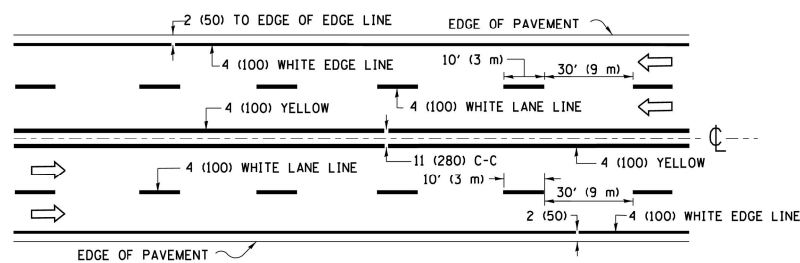 2 (50) TO EDGE OF EDGE LINE
EDGE OF PAVEMENT
4 (100) WHITE EDGE LINE
10' (3 m)
30' (9 m)
4 (100) YELLOW
4 (100) WHITE LANE LINE
℄
4 (100) WHITE LANE LINE
11 (280) C-C
4 (100) YELLOW
10' (3 m)
30' (9 m)
2 (50)
4 (100) WHITE EDGE LINE
EDGE OF PAVEMENT